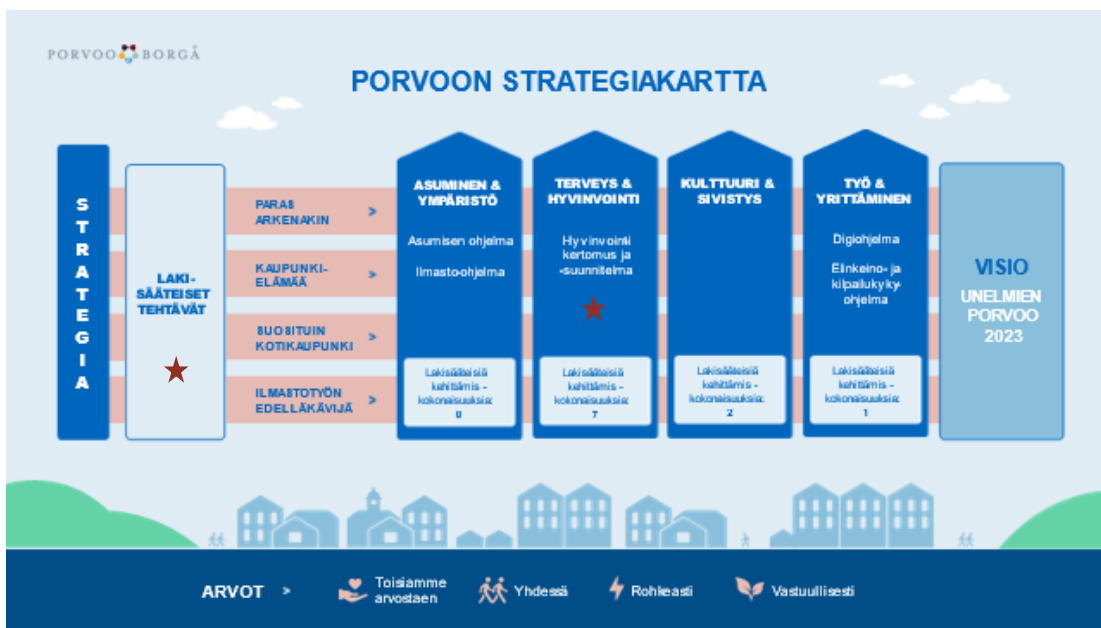 PORVOO BORGÅ
PORVOON STRATEGIAKARTTA
STRATEGIA
LAKI-
SÄÄTEISET
TEHTÄVÄT
PARAS
ARKENAKIN >
KAUPUNKI-
ELÄMÄÄ >
SUOSITUIN
KOTIKAUPUNKI >
ILMASTOTYÖN
EDELLÄKÄVIJÄ >
ASUMINEN &
YMPÄRISTÖ
Asumisen ohjelma
Ilmasto-ohjelma
Lakisääteisiä
kehittämis -
kokonaisuuksia:
0
TERVEYS &
HYVINVOINTI
Hyvinvointi
kertomus ja
-suunnitelma
Lakisääteisiä
kehittämis -
kokonaisuuksia:
7
KULTTUURI &
SIVISTYS
Lakisääteisiä
kehittämis -
kokonaisuuksia:
2
TYÖ &
YRITTÄMINEN
Digiohjelma
Elinkeino- ja
kilpailukyky-
ohjelma
Lakisääteisiä
kehittämis -
kokonaisuuksia:
1
VISIO
UNELMIEN
PORVOO
2023
ARVOT >
Toisiamme
arvostaen
Yhdessä
Rohkeasti
Vastuullisesti